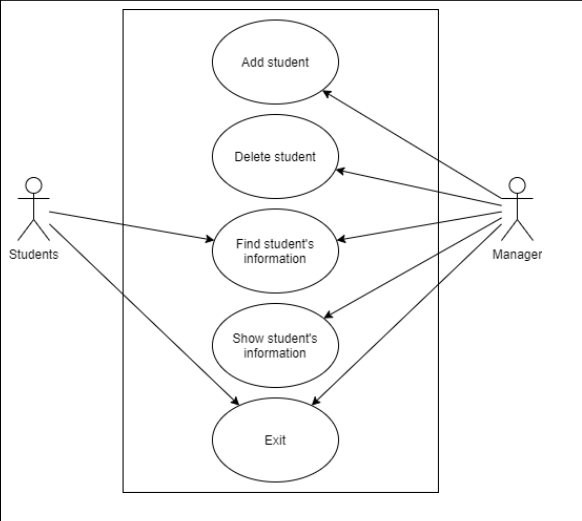 Add student
Delete student
Students
Find student's
information
Manager
Show student's
information
Exit